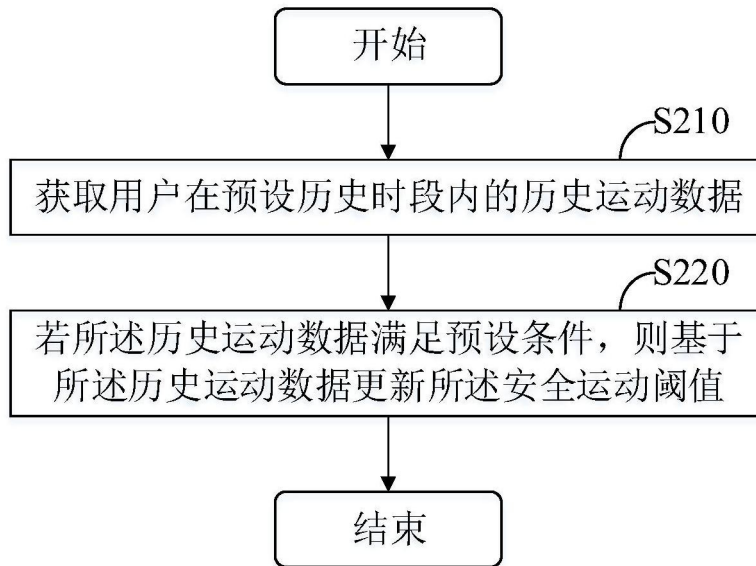 开始
S210
获取用户在预设历史时段内的历史运动数据
S220
若所述历史运动数据满足预设条件，则基于
所述历史运动数据更新所述安全运动阈值
结束